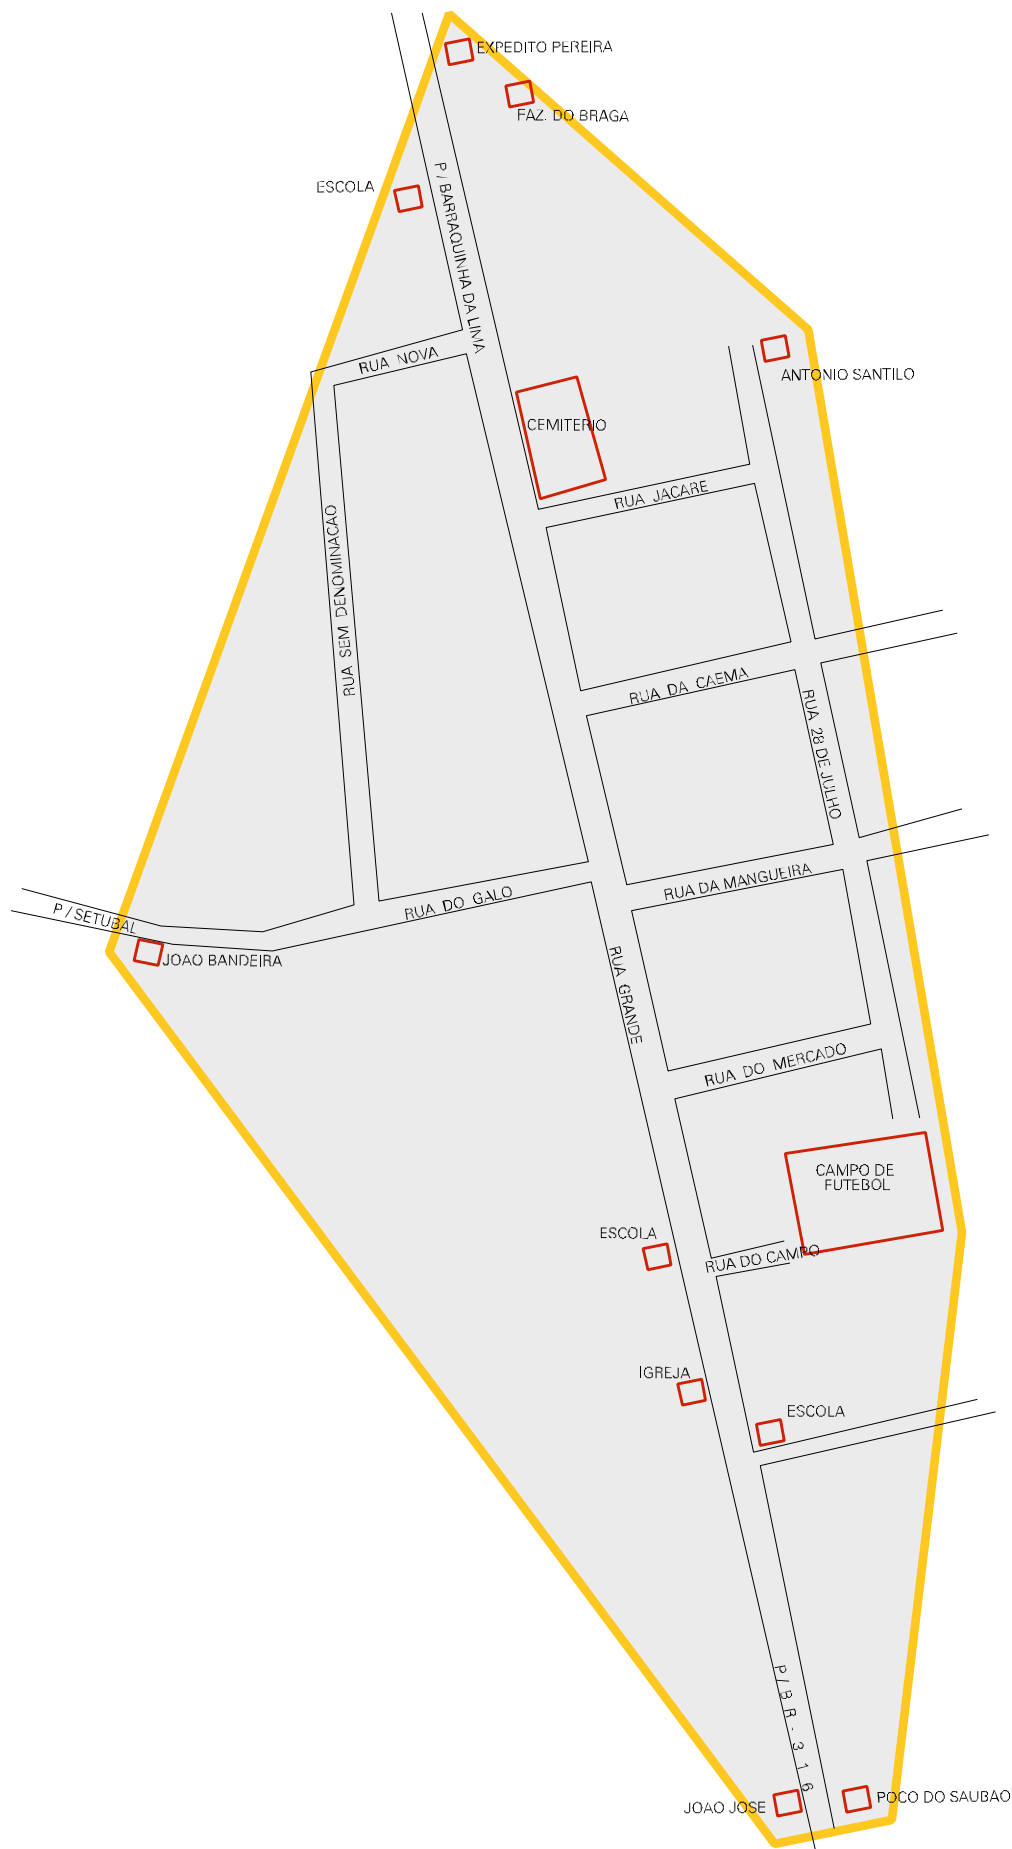 EXPEDITO PEREIRA
FAZ. DO BRAGA
ESCOLA
P / BARRAQUINHA DA LIMA
RUA NOVA
ANTONIO SANTILO
CEMITERIO
RUA JACARE
RUA SEM DENOMINACAO
RUA DA CAEMA
RUA 28 DE JULHO
RUA DA MANGUEIRA
RUA DO GALO
P / SETUBAL
JOAO BANDEIRA
RUA GRANDE
RUA DO MERCADO
CAMPO DE
FUTEBOL
ESCOLA
RUA DO CAMPO
IGREJA
ESCOLA
P / B R - 3 1 6
JOAO JOSE
POCO DO SAUBAO